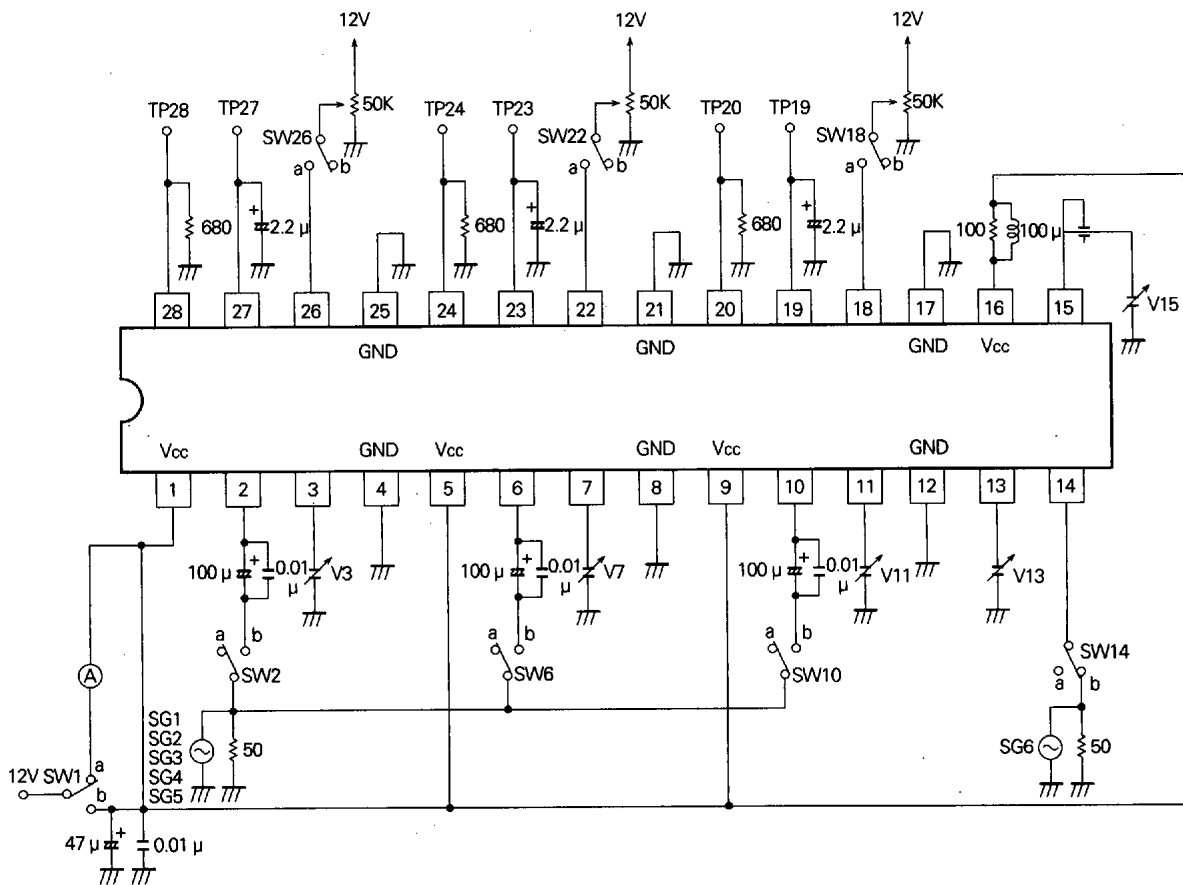 12V 12V 12V
TP28 TP27 SW26 50K TP24 TP23 SW22 50K TP20 TP19 SW18 50K
a b a b a b
680 + 2.2 μ 680 + 2.2 μ 680 + 2.2 μ 100 100 μ +
V15
28 27 26 25 24 23 22 21 20 19 18 17 16 15
GND GND GND Vcc
Vcc GND Vcc Vcc GND
1 2 3 4 5 6 7 8 9 10 11 12 13 14
100 μ + 0.01 μ V3 100 μ + 0.01 μ V7 100 μ + 0.01 μ V11 V13
a b a b a b
SW2 SW6 SW10 SW14
a b
A
SG1
SG2
SG3
SG4
SG5
50 SG6 50
12V SW1 a
b
47 μ + 0.01 μ